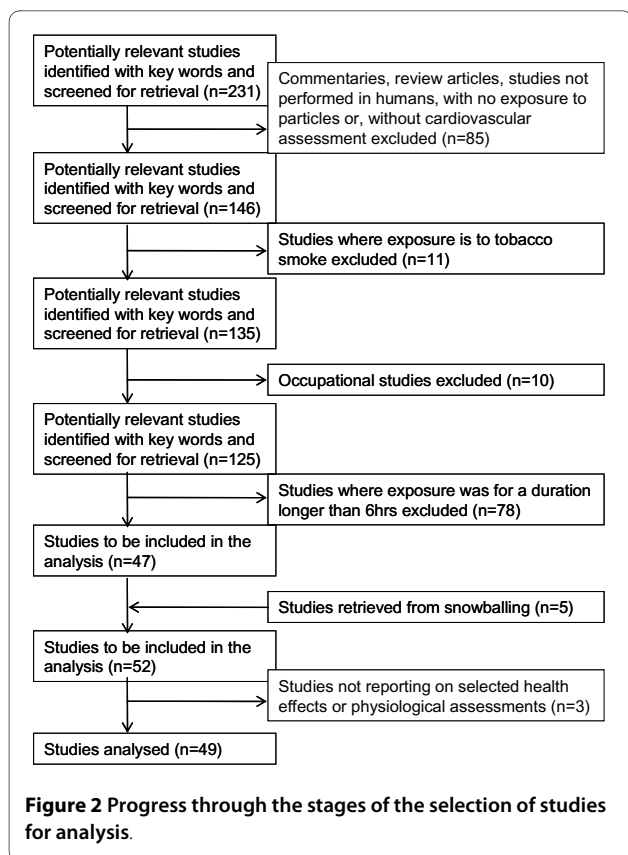 Potentially relevant studies
identified with key words and
screened for retrieval (n=231)
Commentaries, review articles, studies not
performed in humans, with no exposure to
particles or, without cardiovascular
assessment excluded (n=85)
Potentially relevant studies
identified with key words and
screened for retrieval (n=146)
Studies where exposure is to tobacco
smoke excluded (n=11)
Potentially relevant studies
identified with key words and
screened for retrieval (n=135)
Occupational studies excluded (n=10)
Potentially relevant studies
identified with key words and
screened for retrieval (n=125)
Studies where exposure was for a duration
longer than 6hrs excluded (n=78)
Studies to be included in the
analysis (n=47)
Studies retrieved from snowballing (n=5)
Studies to be included in the
analysis (n=52)
Studies not reporting on selected health
effects or physiological assessments (n=3)
Studies analysed (n=49)
Figure 2 Progress through the stages of the selection of studies
for analysis.